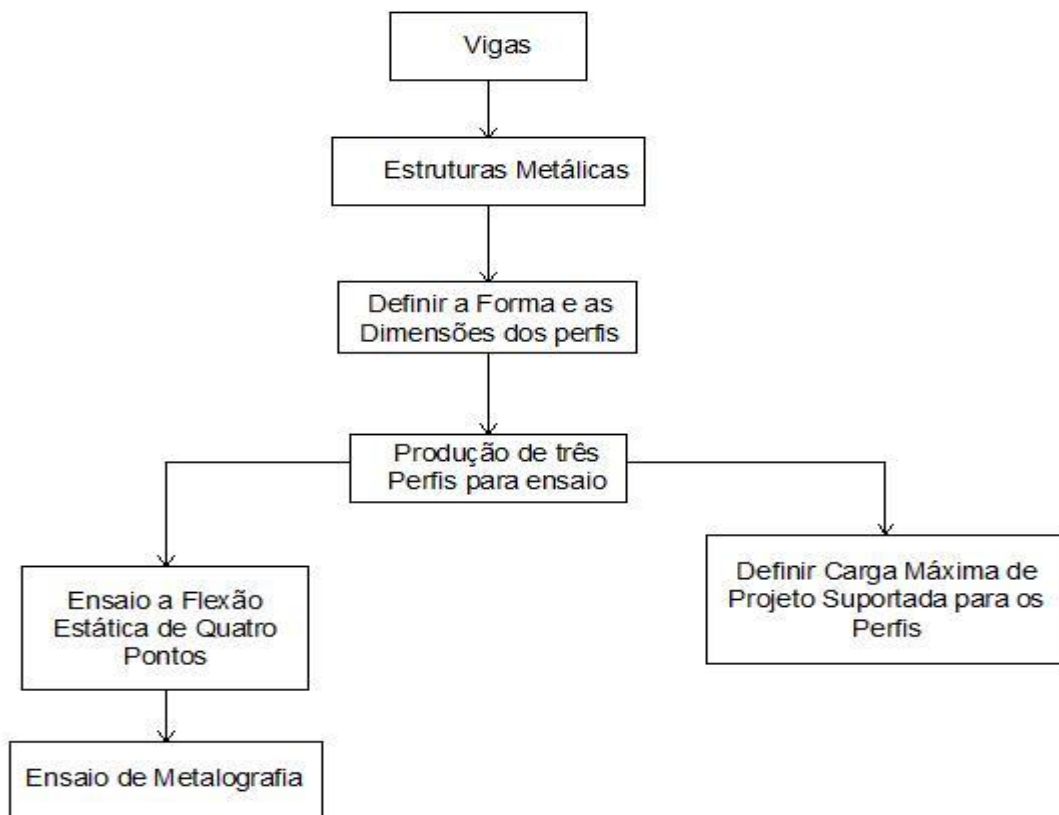 Vigas
Estruturas Metálicas
Definir a Forma e as
Dimensões dos perfis
Produção de três
Perfis para ensaio
Ensaio a Flexão
Estática de Quatro
Pontos
Definir Carga Máxima de
Projeto Suportada para os
Perfis
Ensaio de Metalografia